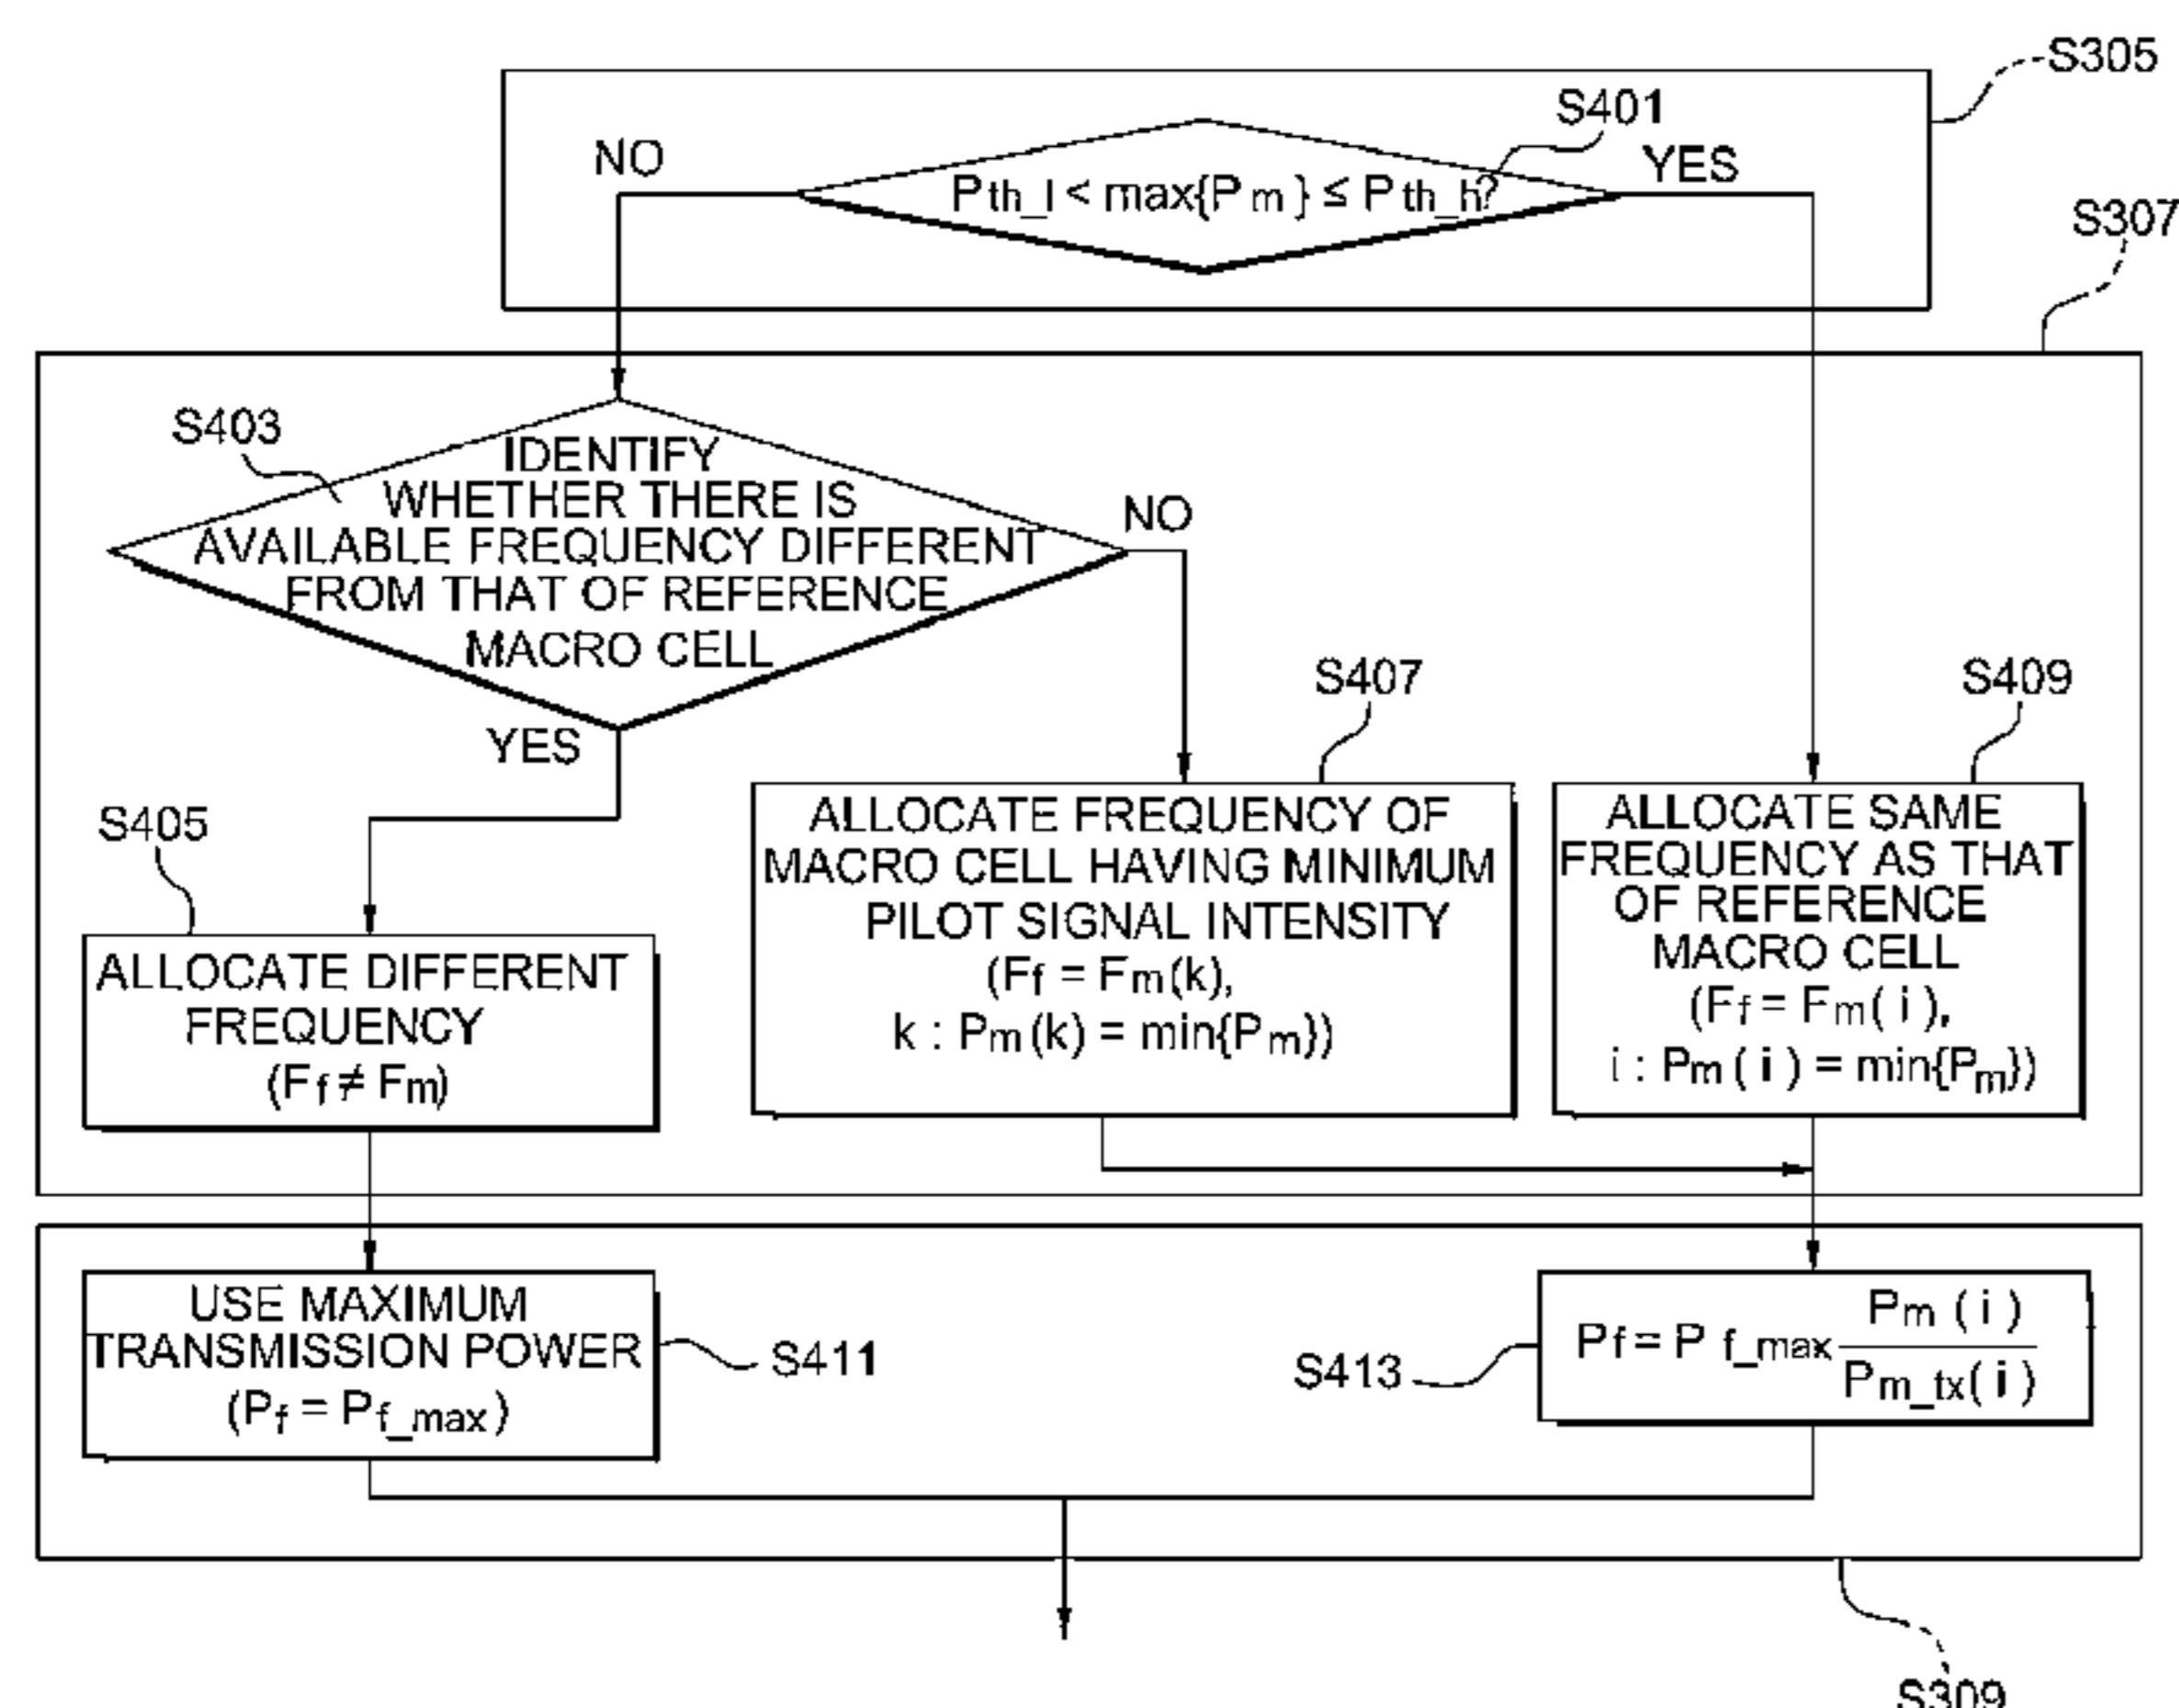 S305
S401
NO
YES
Pth_l < max{Pm} ≤ Pth_h?
S307
S403
IDENTIFY
WHETHER THERE IS
AVAILABLE FREQUENCY DIFFERENT
FROM THAT OF REFERENCE
MACRO CELL
NO
YES
S407
S409
S405
ALLOCATE DIFFERENT
FREQUENCY
(Ff ≠ Fm)
ALLOCATE FREQUENCY OF
MACRO CELL HAVING MINIMUM
PILOT SIGNAL INTENSITY
(Ff = Fm(k),
k : Pm(k) = min{Pm})
ALLOCATE SAME
FREQUENCY AS THAT
OF REFERENCE
MACRO CELL
(Ff = Fm(i),
i : Pm(i) = min{Pm})
USE MAXIMUM
TRANSMISSION POWER
(Pf = Pf_max)
S411
S413
Pf = P f_max Pm(i) / Pm_tx(i)
S309